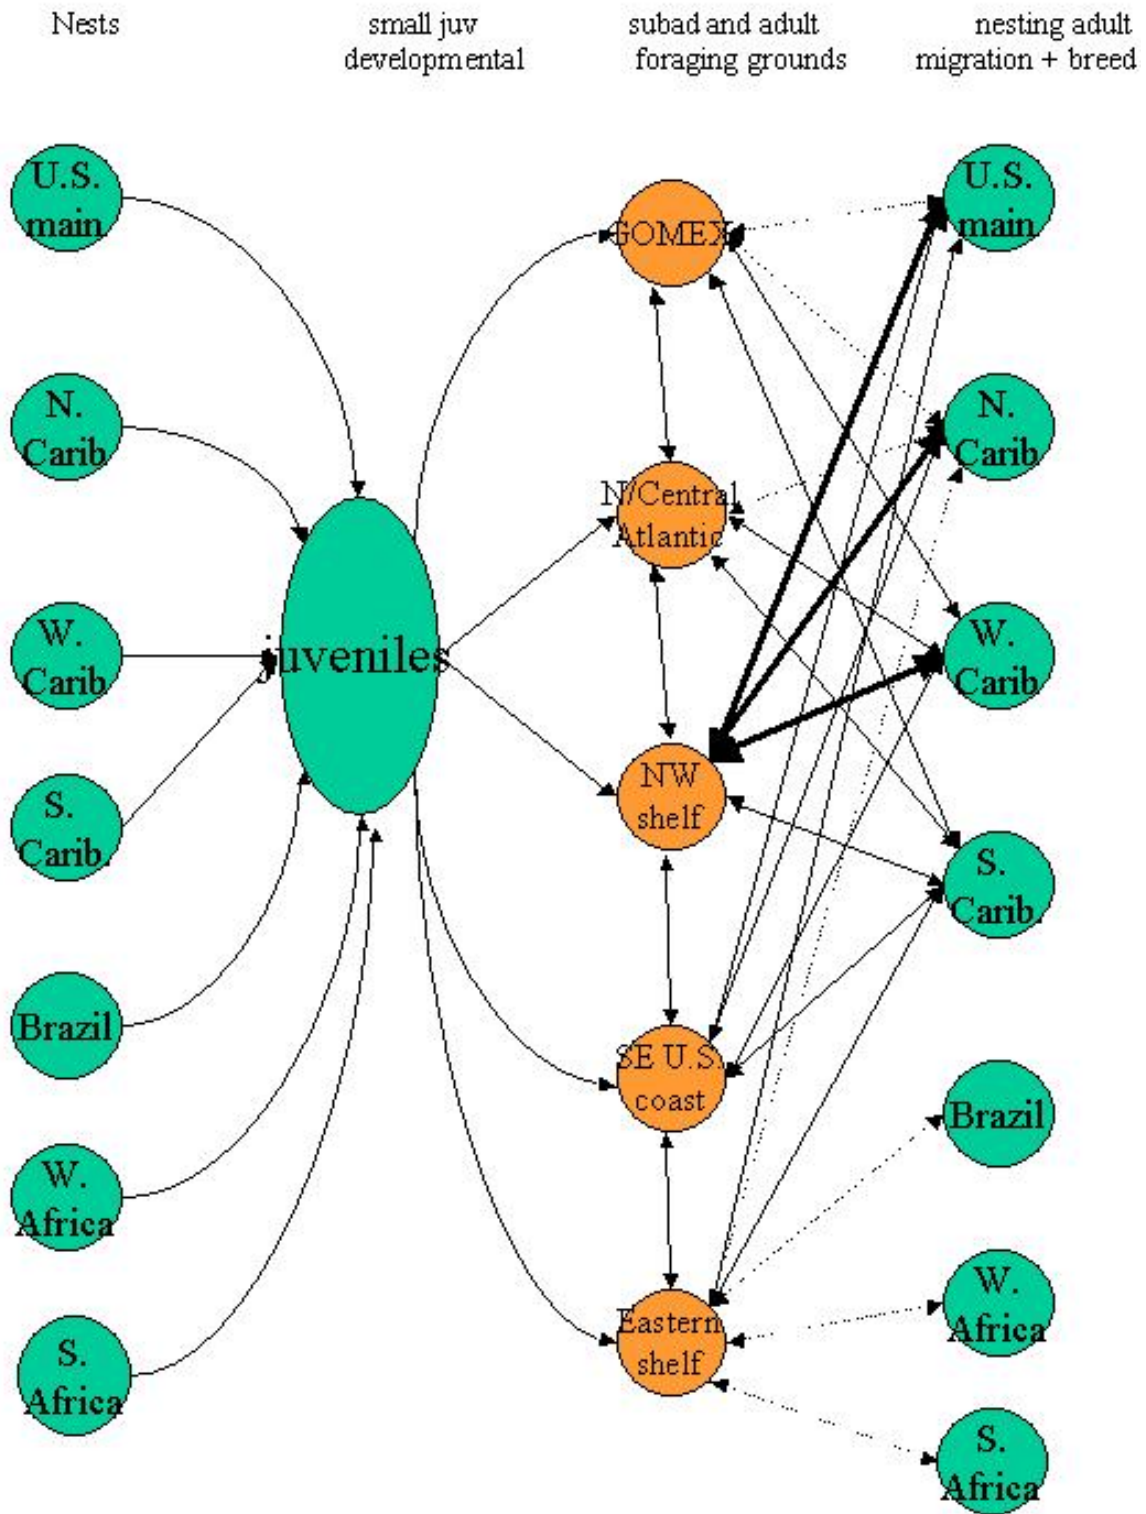 Nests
small juv
developmental
subad and adult
foraging grounds
nesting adult
migration + breed
U.S.
main
N.
Carib
W.
Carib
S.
Carib.
Brazil
W.
Africa
S.
Africa
juveniles
GOMEX
N/Central
Atlantic
NW
shelf
SE U.S.
coast
Eastern
shelf
U.S.
main
N.
Carib
W.
Carib
S.
Carib.
Brazil
W.
Africa
S.
Africa